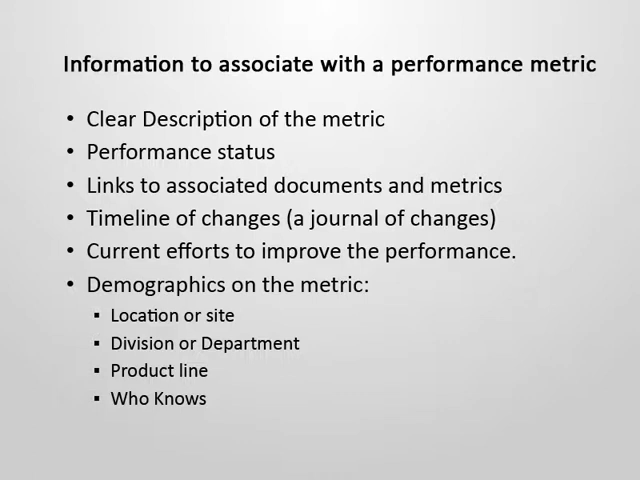 Information to associate with a performance metric
• Clear Description of the metric
• Performance status
• Links to associated documents and metrics
• Timeline of changes (a journal of changes)
• Current efforts to improve the performance.
• Demographics on the metric:
▪ Location or site
▪ Division or Department
▪ Product line
▪ Who Knows